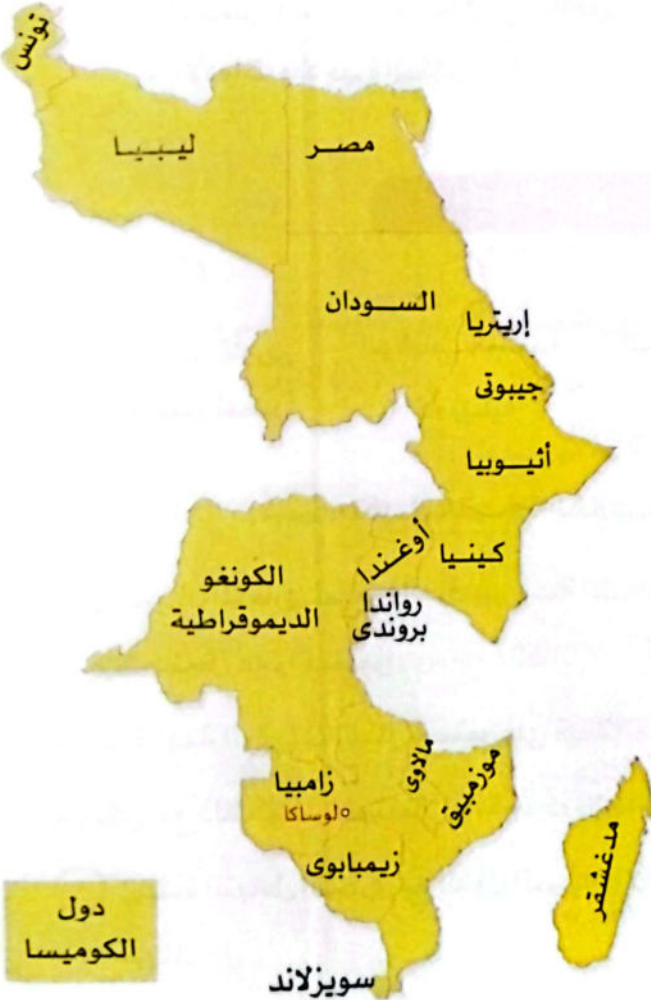 تونس
ليبيا
مصر
السودان
إريتريا
جيبوتى
أثيوبيا
أوغندا
كينيا
الكونغو
الديموقراطية
رواندا
بروندى
مالاوى
موزمبيق
زامبيا
لوساكا
زيمبابوى
مدغشقر
سويزلاند
دول
الكوميسا